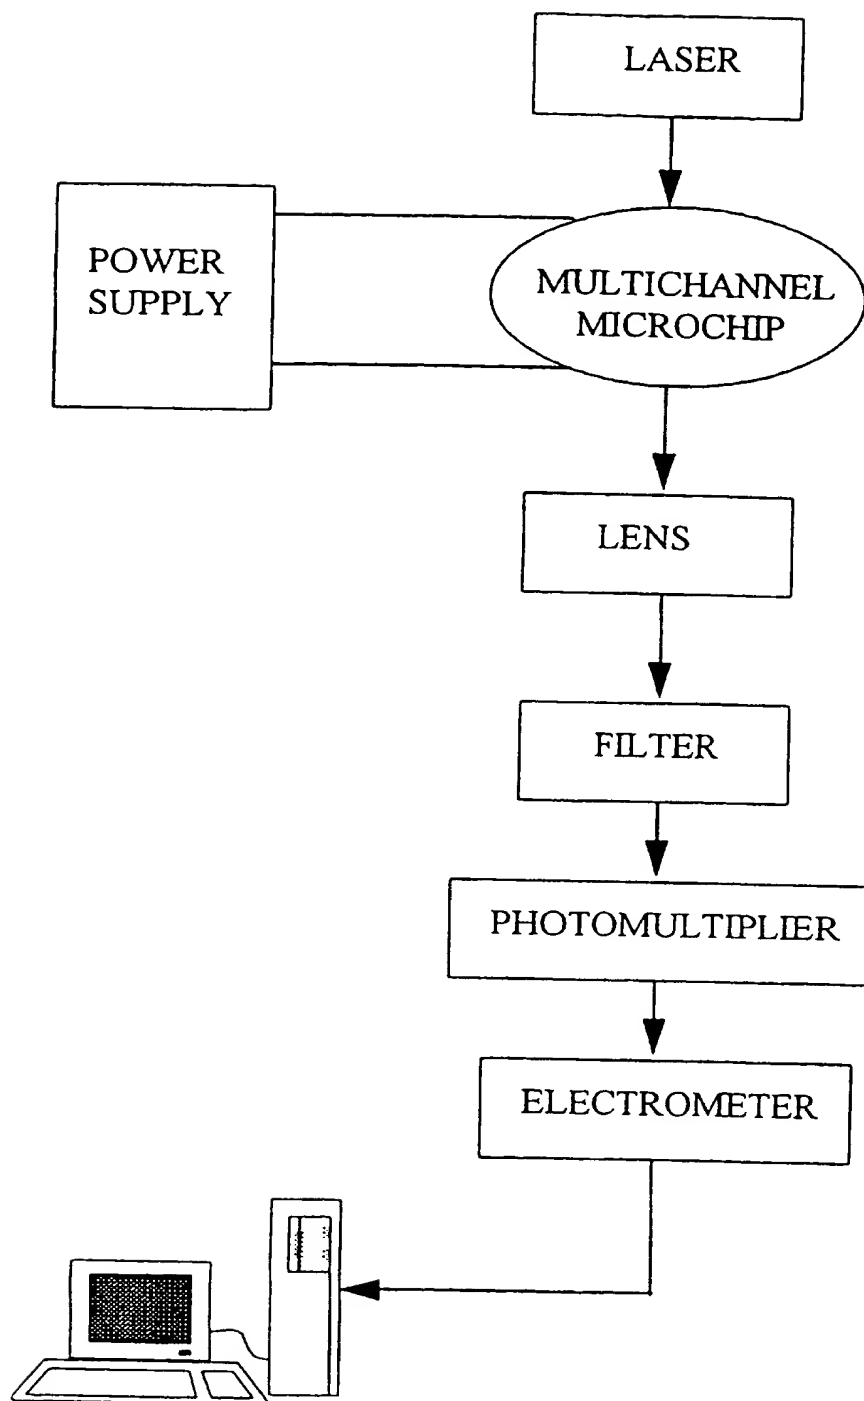 LASER
POWER
SUPPLY
MULTICHANNEL
MICROCHIP
LENS
FILTER
PHOTOMULTIPLIER
ELECTROMETER